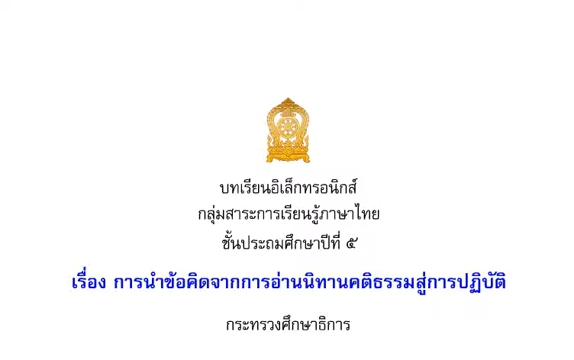 บทเรียนอิเล็กทรอนิกส์
กลุ่มสาระการเรียนรู้ภาษาไทย
ชั้นประถมศึกษาปีที่ ๕
เรื่อง การนำข้อคิดจากการอ่านนิทานคติธรรมสู่การปฏิบัติ
กระทรวงศึกษาธิการ